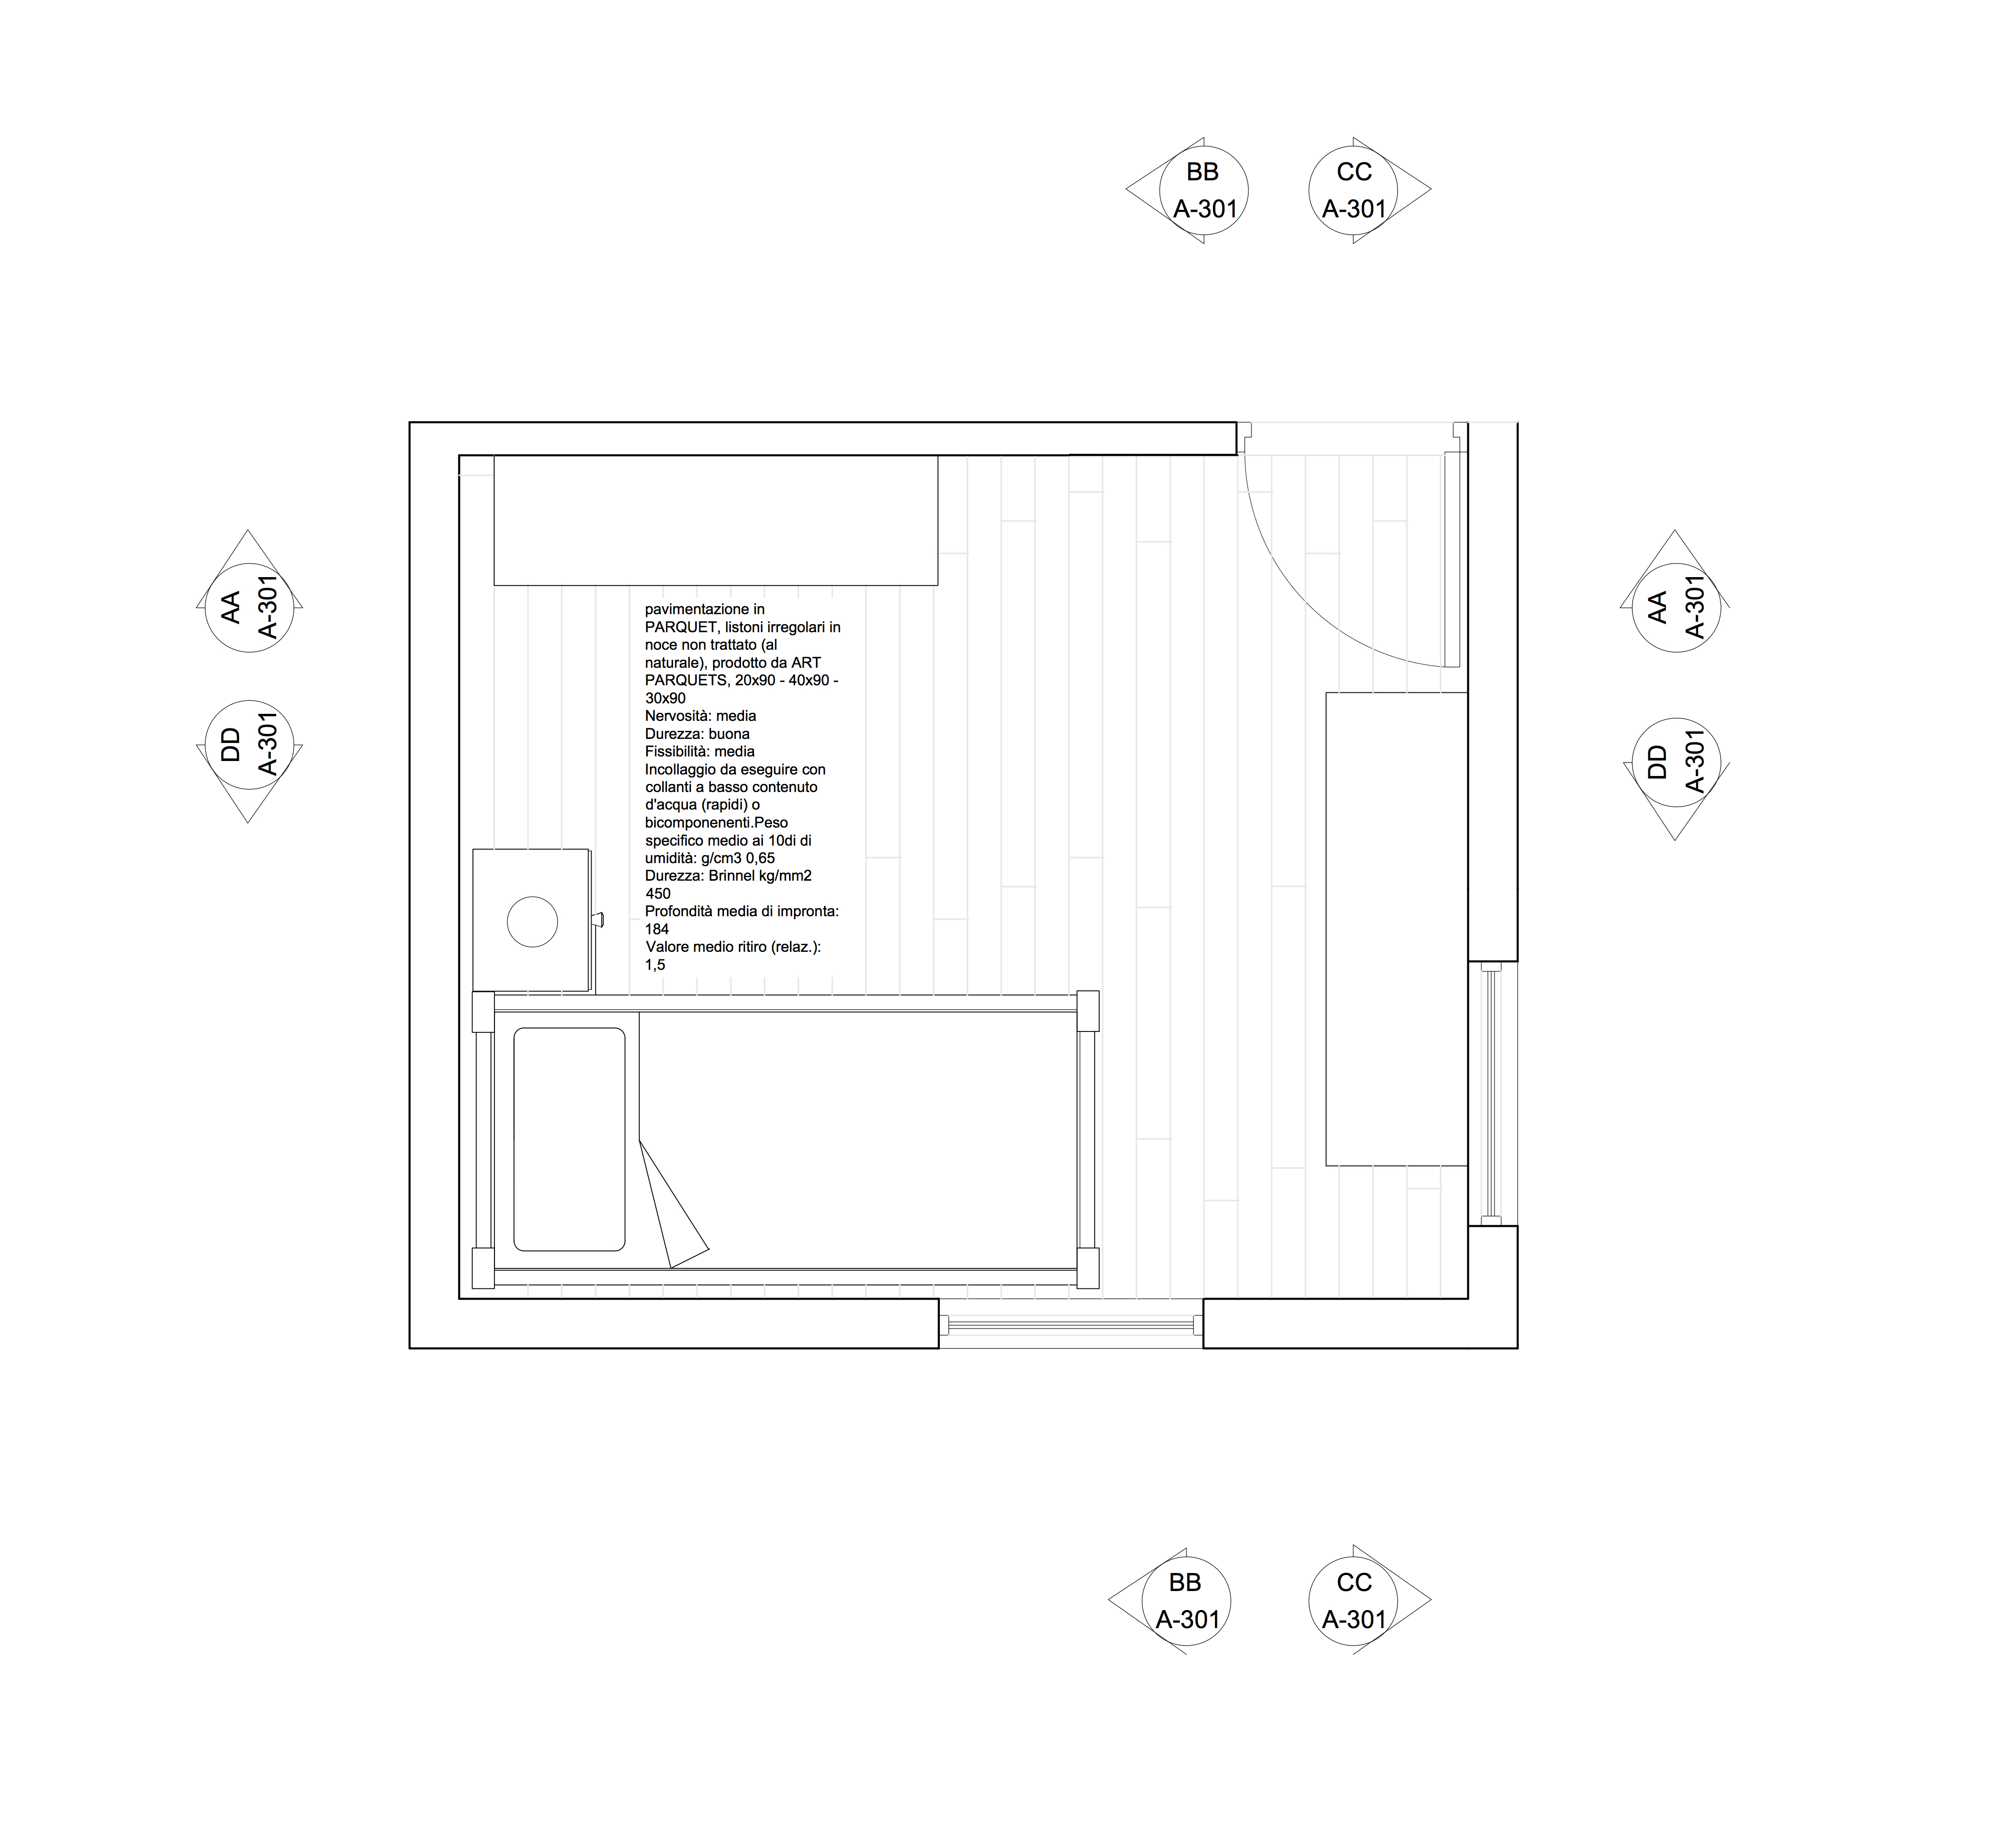 BB
A-301
CC
A-301
AA
A-301
AA
A-301
DD
A-301
DD
A-301
pavimentazione in
PARQUET, listoni irregolari in
noce non trattato (al
naturale), prodotto da ART
PARQUETS, 20x90 - 40x90 -
30x90
Nervosità: media
Durezza: buona
Fissibilità: media
Incollaggio da eseguire con
collanti a basso contenuto
d'acqua (rapidi) o
bicomponenenti.Peso
specifico medio ai 10di di
umidità: g/cm3 0,65
Durezza: Brinnel kg/mm2
450
Profondità media di impronta:
184
Valore medio ritiro (relaz.):
1,5
BB
A-301
CC
A-301